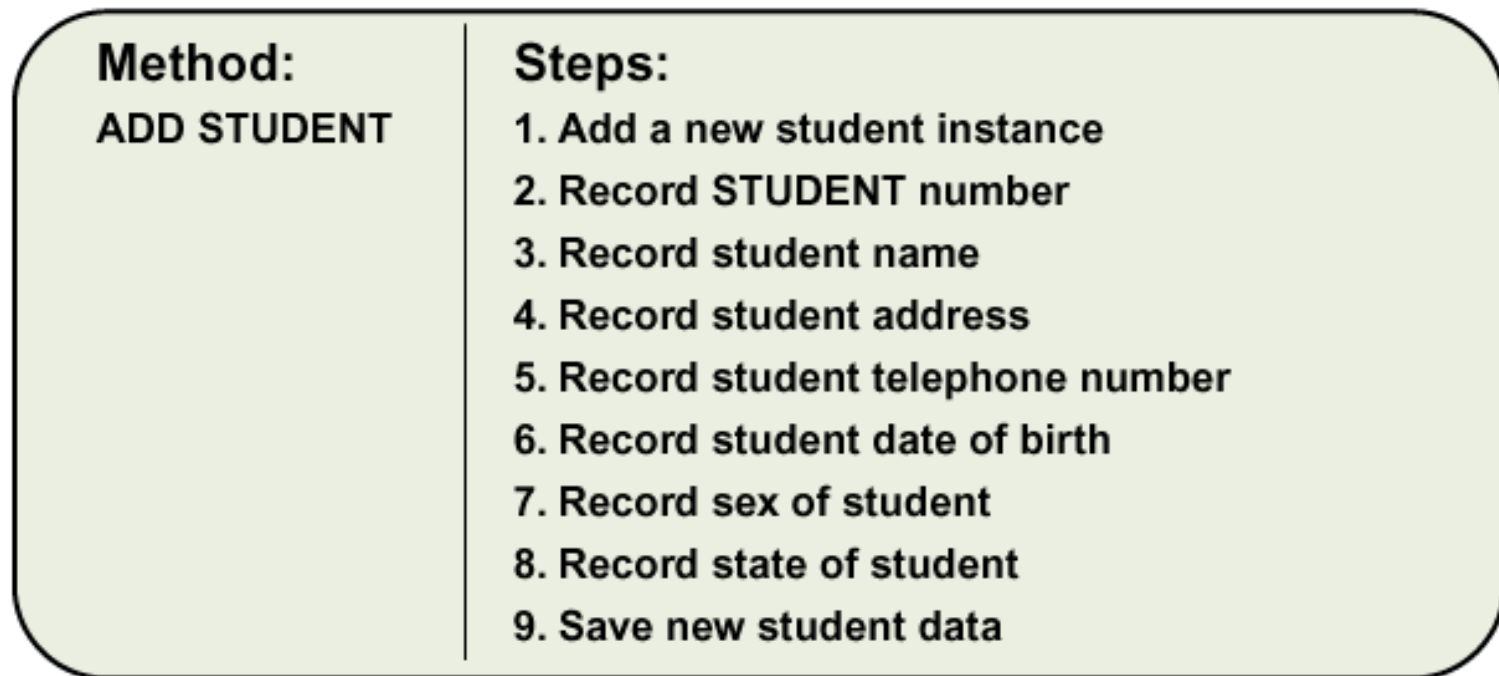 Method:
ADD STUDENT
Steps:
1. Add a new student instance
2. Record STUDENT number
3. Record student name
4. Record student address
5. Record student telephone number
6. Record student date of birth
7. Record sex of student
8. Record state of student
9. Save new student data